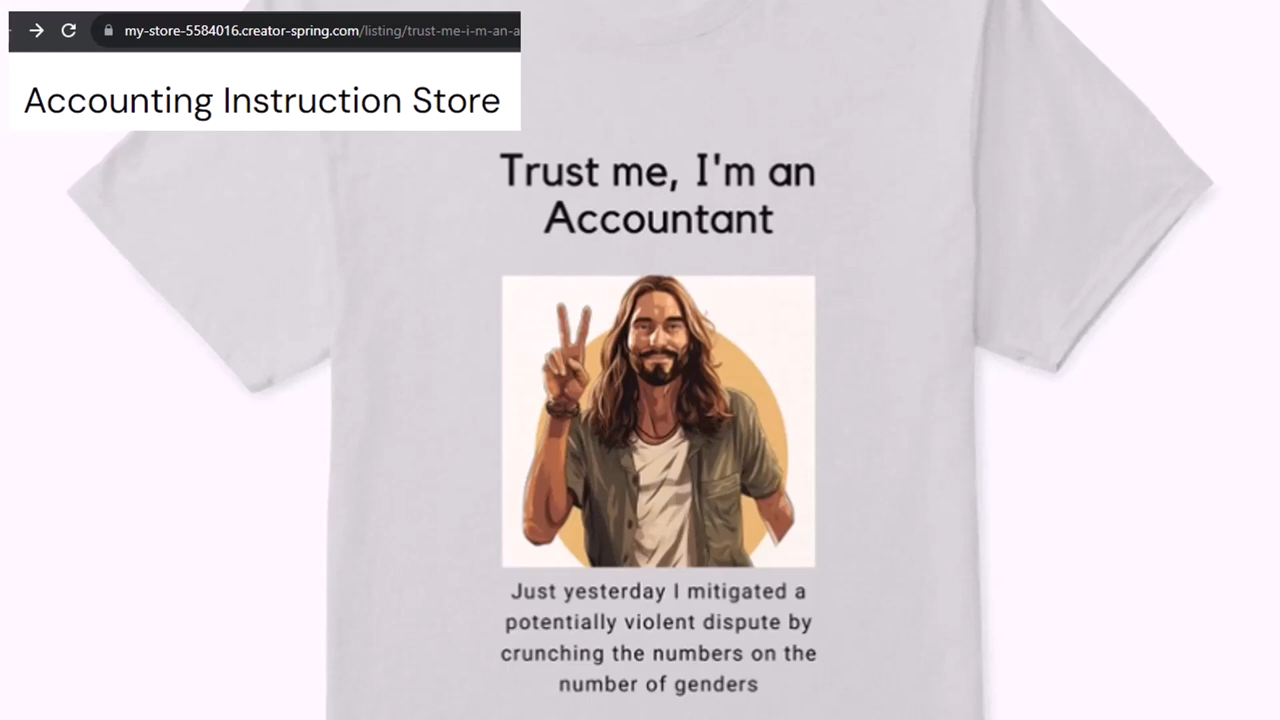 my-store-5584016.creator-spring.com/listing/trust-me-i-m-an-a
Accounting Instruction Store
Trust me, I'm an
Accountant
Just yesterday I mitigated a
potentially violent dispute by
crunching the numbers on the
number of genders